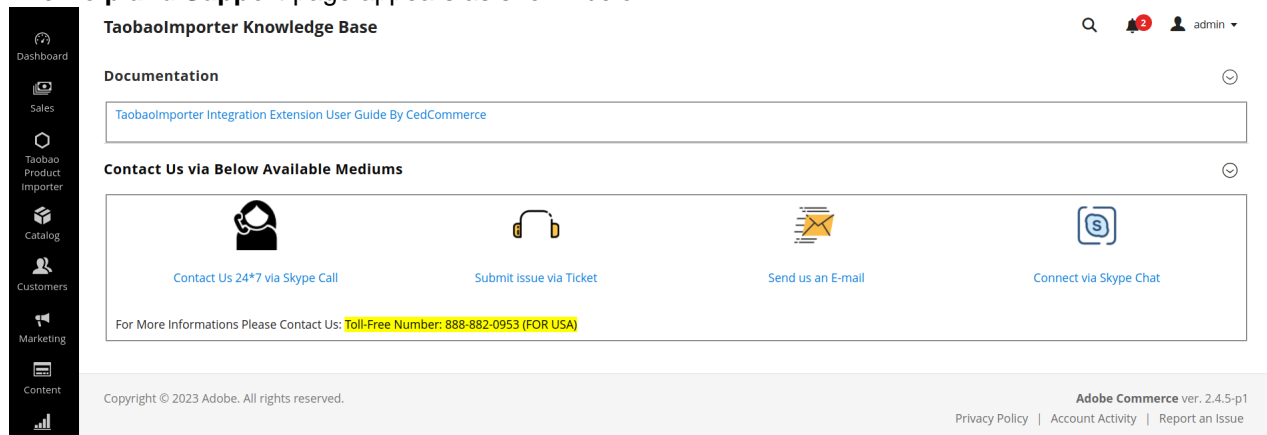 TaobaoImporter Knowledge Base
2
admin
Dashboard
Documentation
Sales
TaobaoImporter Integration Extension User Guide By CedCommerce
Taobao
Product
Importer
Contact Us via Below Available Mediums
Catalog
Customers
Contact Us 24*7 via Skype Call
Submit issue via Ticket
Send us an E-mail
S
Connect via Skype Chat
For More Informations Please Contact Us: Toll-Free Number: 888-882-0953 (FOR USA)
Marketing
Content
Copyright © 2023 Adobe. All rights reserved.
Adobe Commerce ver. 2.4.5-p1
Privacy Policy | Account Activity | Report an Issue